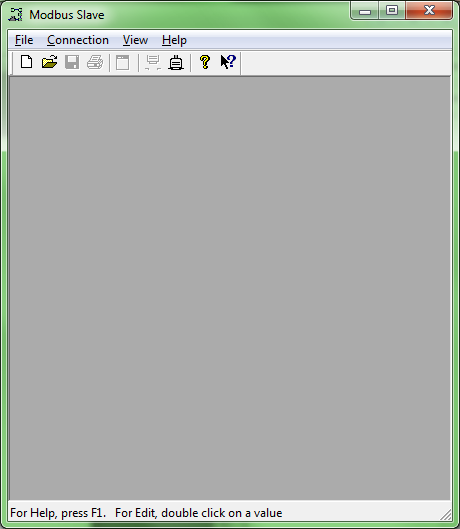 Modbus Slave
File Connection View Help
For Help, press F1. For Edit, double click on a value